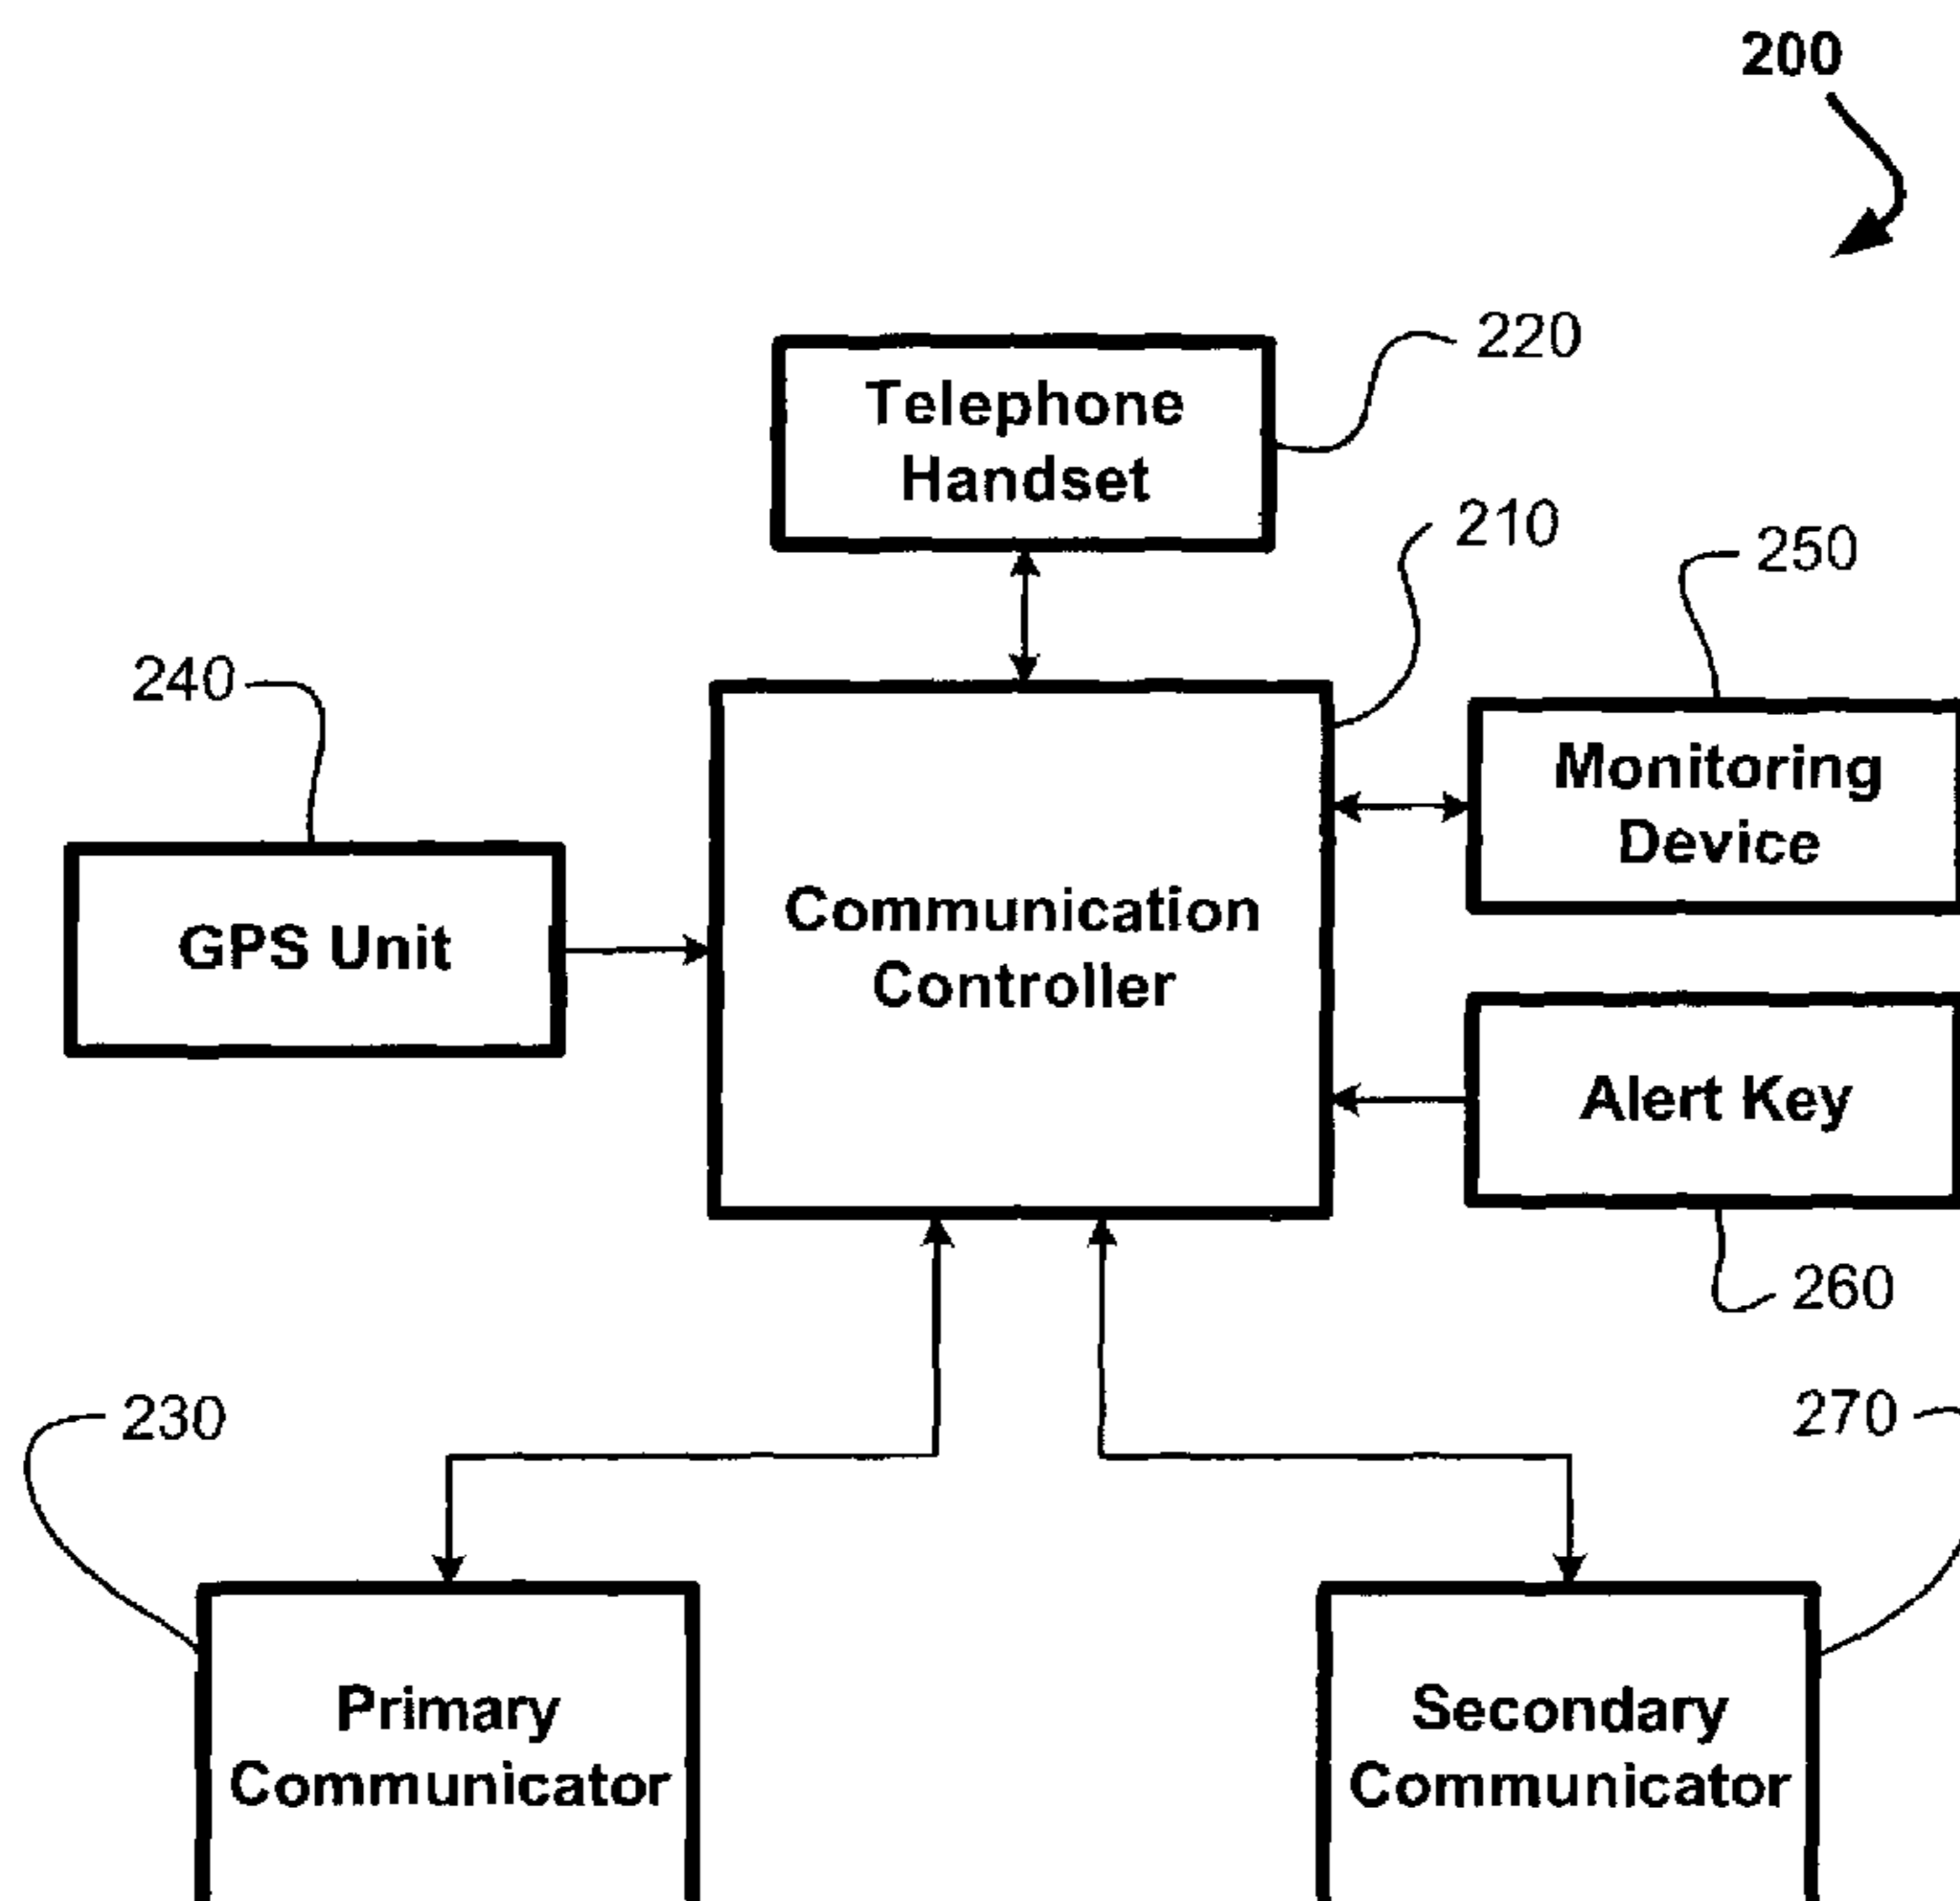 200
220
Telephone
Handset
210
250
240
Monitoring
Device
Communication
Controller
GPS Unit
Alert Key
260
230
270
Primary
Communicator
Secondary
Communicator